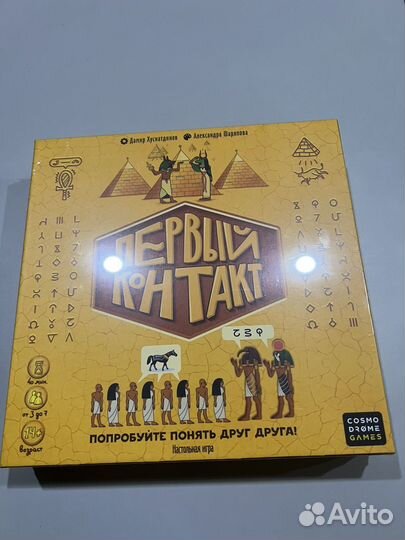 Дамир Хуснатдинов Александра Шарипова
ПЕРВЫЙ
КОНТАКТ
40 мин.
от 3 до 7
14+
Возраст
ПОПРОБУЙТЕ ПОНЯТЬ ДРУГ ДРУГА!
Настольная игра
COSMO
DROME
GAMES
Avito